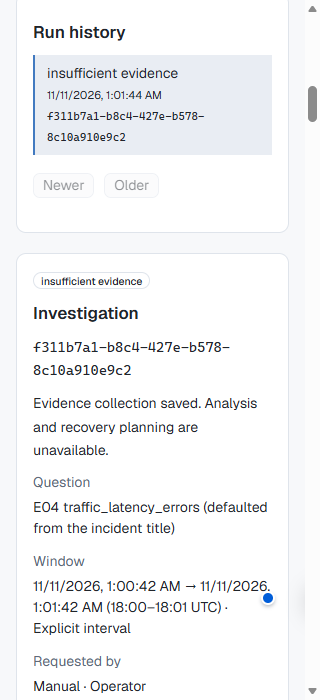 Run history
insufficient evidence
11/11/2026, 1:01:44 AM
f311b7a1-b8c4-427e-b578-
8c10a910e9c2
Newer
Older
insufficient evidence
Investigation
f311b7a1-b8c4-427e-b578-
8c10a910e9c2
Evidence collection saved. Analysis
and recovery planning are
unavailable.
Question
E04 traffic_latency_errors (defaulted
from the incident title)
Window
11/11/2026, 1:00:42 AM → 11/11/2026,
1:01:42 AM (18:00–18:01 UTC) ·
Explicit interval
Requested by
Manual · Operator